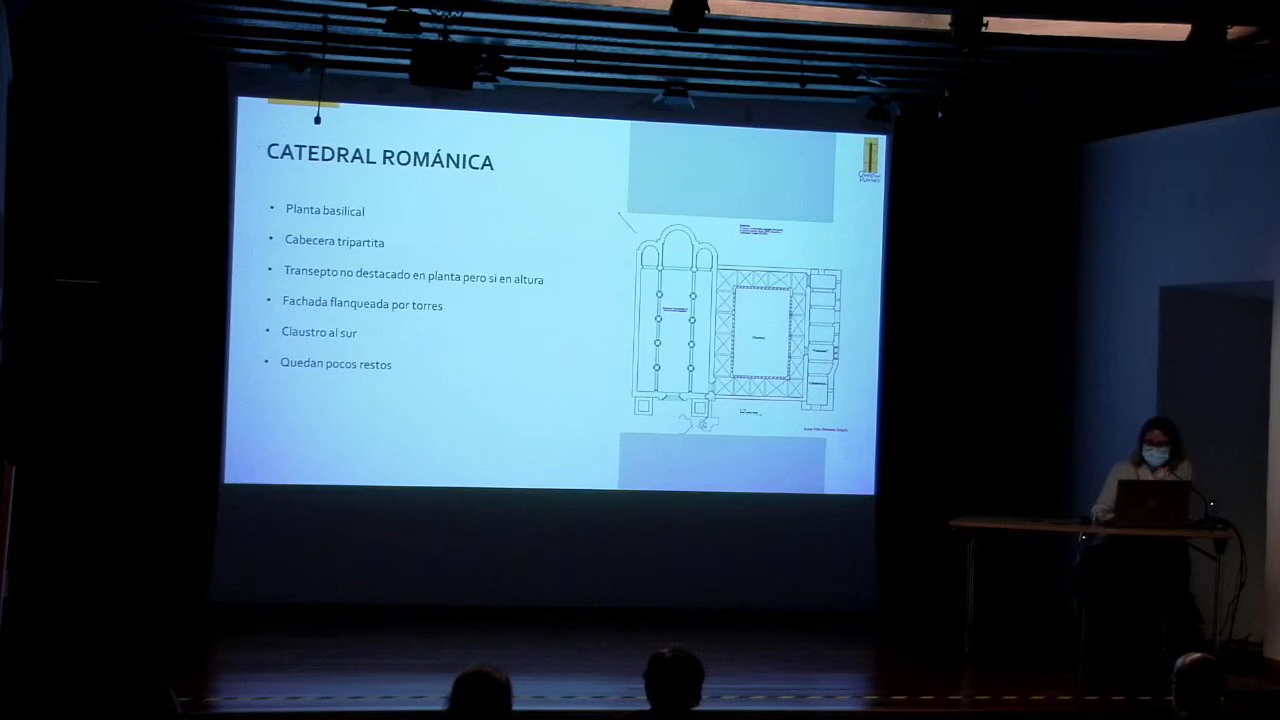 CATEDRAL ROMÁNICA
• Planta basilical
• Cabecera tripartita
• Transepto no destacado en planta pero si en altura
• Fachada flanqueada por torres
• Claustro al sur
• Quedan pocos restos